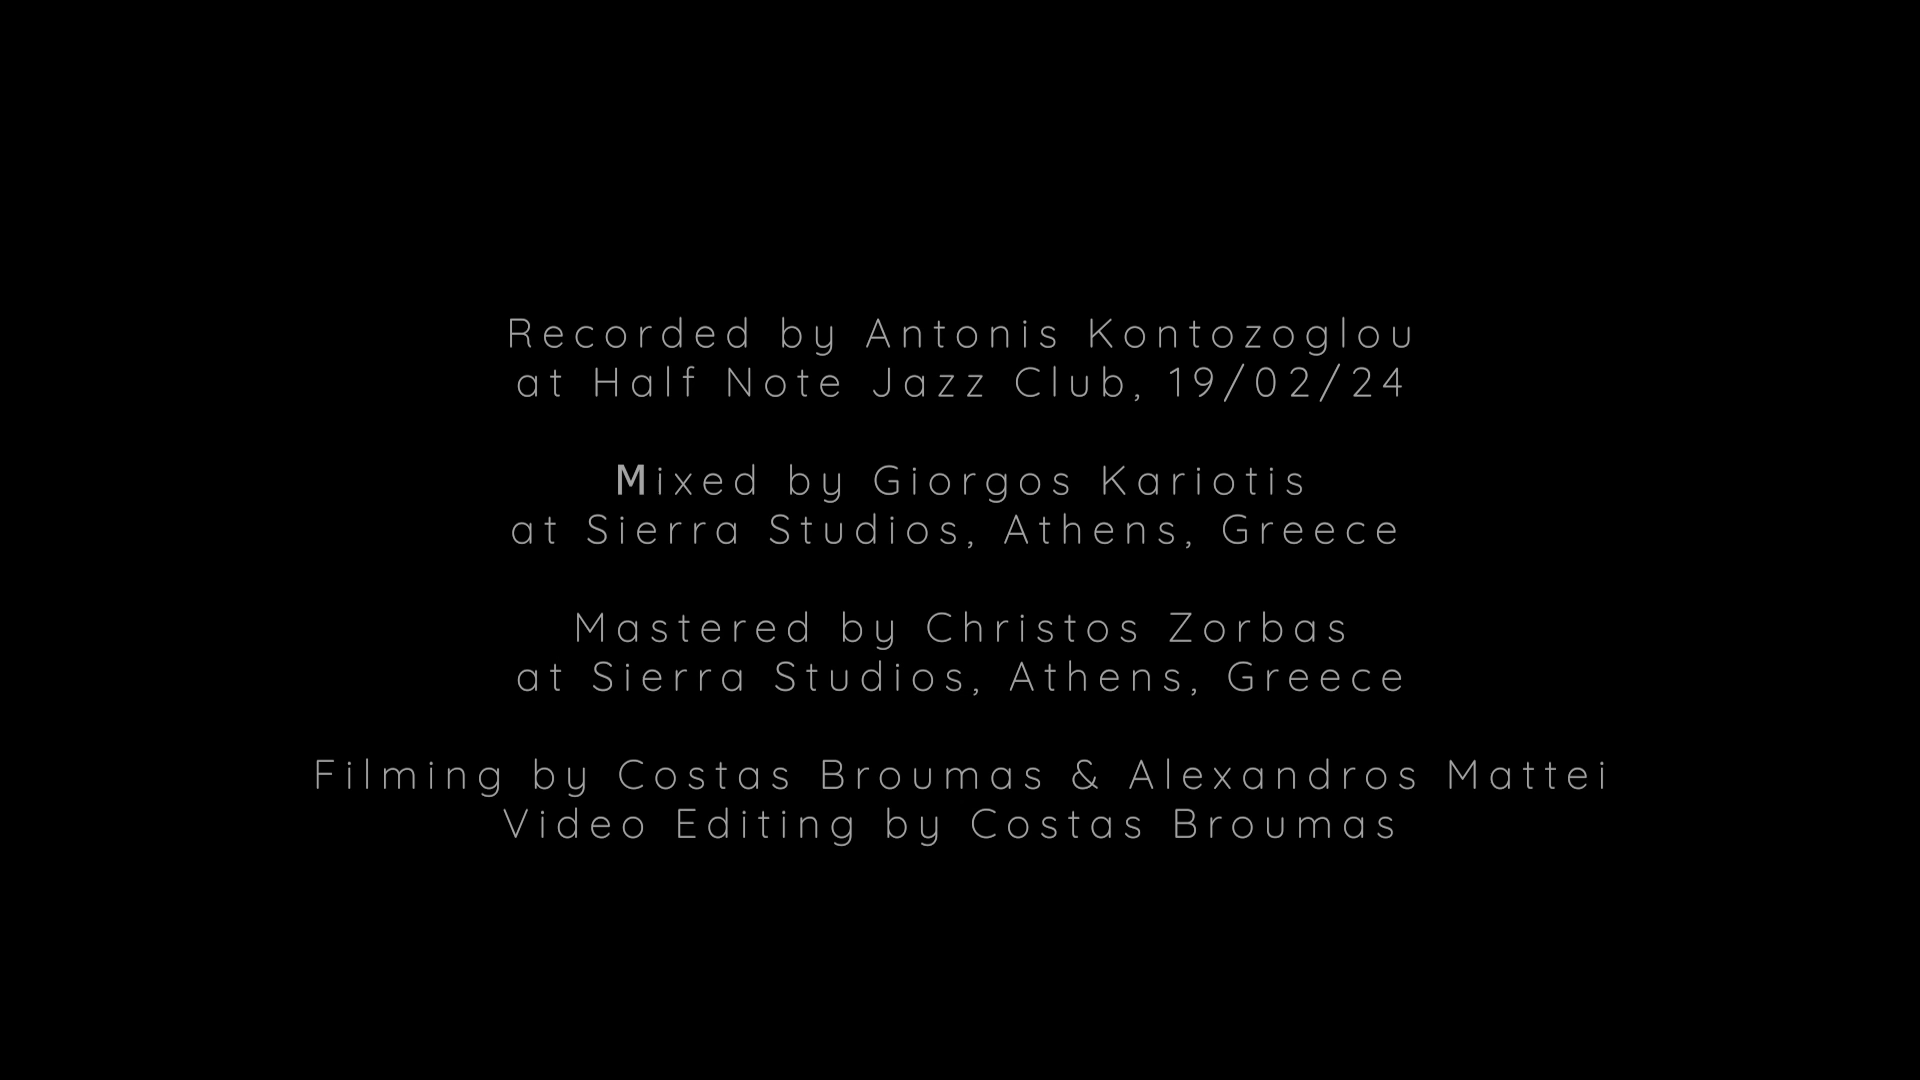 Recorded by Antonis Kontozoglou
at Half Note Jazz Club, 19/02/24
Mixed by Giorgos Kariotis
at Sierra Studios, Athens, Greece
Mastered by Christos Zorbas
at Sierra Studios, Athens, Greece
Filming by Costas Broumas & Alexandros Mattei
Video Editing by Costas Broumas